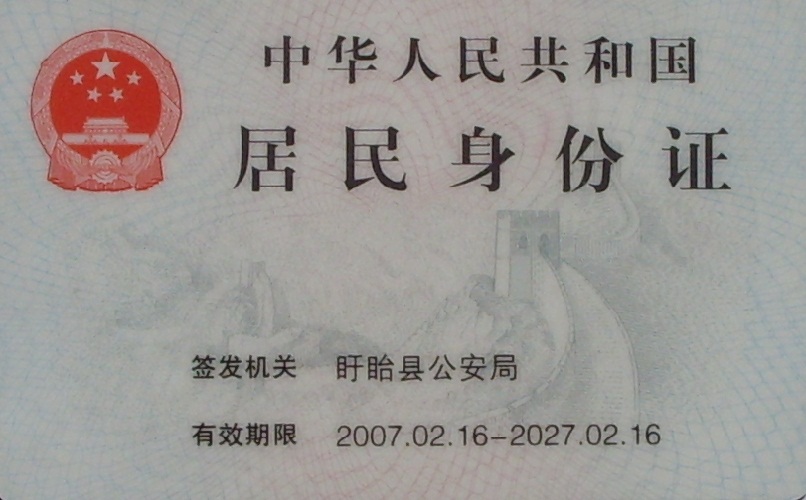 中华人民共和国
居民身份证
签发机关 盱眙县公安局
有效期限 2007.02.16-2027.02.16